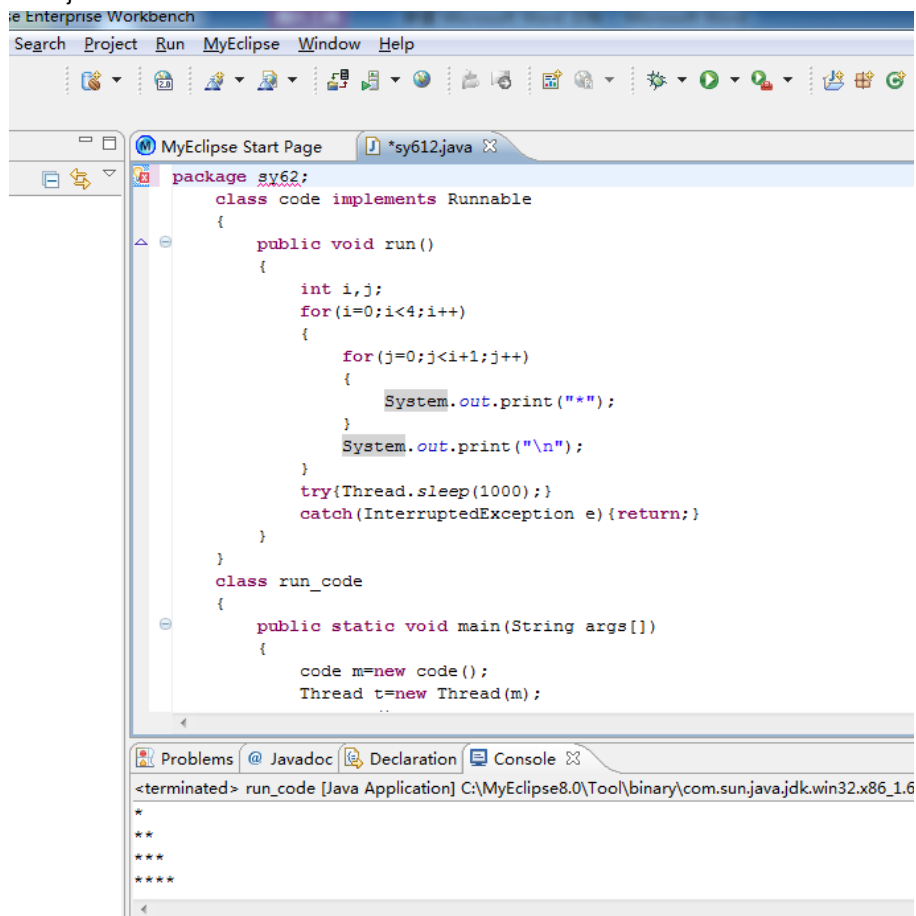 se Enterprise Workbench
Search Project Run MyEclipse Window Help
2.0
MyEclipse Start Page *sy612.java
package sy62;
class code implements Runnable
{
public void run()
{
int i,j;
for(i=0;i<4;i++)
{
for(j=0;j<i+1;j++)
{
System.out.print("*");
}
System.out.print("\n");
}
try{Thread.sleep(1000);}
catch(InterruptedException e){return;}
}
}
class run_code
{
public static void main(String args[])
{
code m=new code();
Thread t=new Thread(m);
Problems @ Javadoc Declaration Console
<terminated> run_code [Java Application] C:\MyEclipse8.0\Tool\binary\com.sun.java.jdk.win32.x86_1.6
*
**
***
****